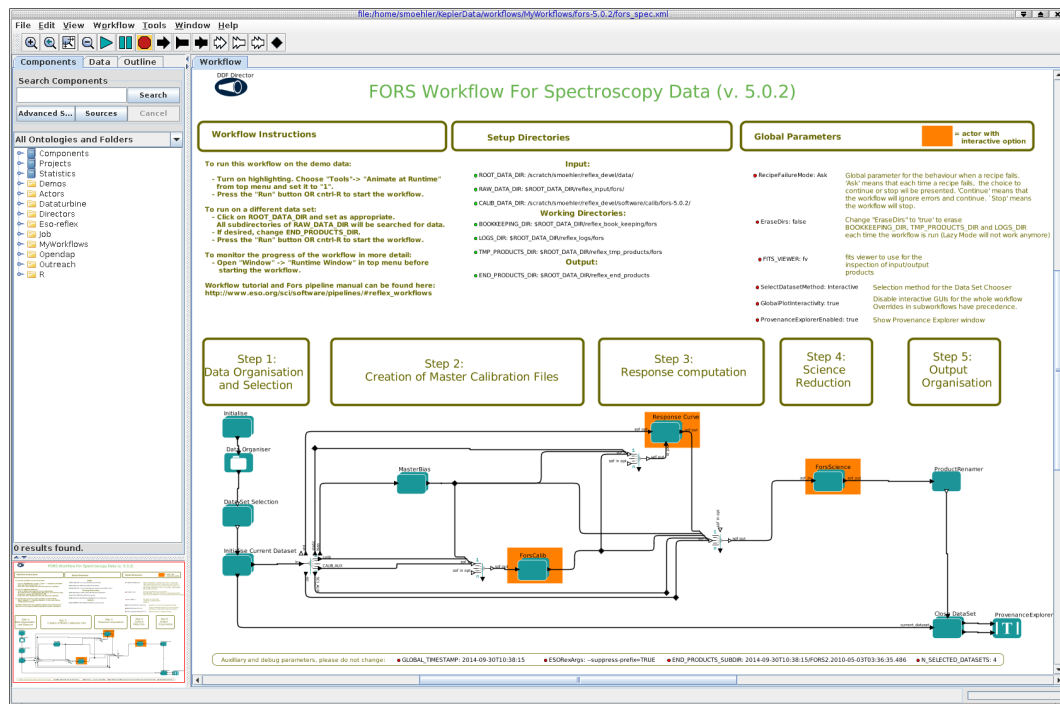 file:/home/smoehler/KeplerData/workflows/MyWorkflows/fors-5.0.2/fors_spec.xml
File Edit View Workflow Tools Window Help
Components Data Outline
Workflow
Search Components
Search
Advanced S... Sources Cancel
All Ontologies and Folders
Components
Projects
Statistics
Demos
Actors
Dataturbine
Directors
Eso-reflex
Job
MyWorkflows
Opendap
Outreach
R
0 results found.
DDF Director
FORS Workflow For Spectroscopy Data (v. 5.0.2)
Workflow Instructions
To run this workflow on the demo data:
- Turn on highlighting. Choose "Tools"-> "Animate at Runtime"
from top menu and set it to "1".
- Press the "Run" button OR cntrl-R to start the workflow.
To run on a different data set:
- Click on ROOT_DATA_DIR and set as appropriate.
All subdirectories of RAW_DATA_DIR will be searched for data.
- If desired, change END_PRODUCTS_DIR.
- Press the "Run" button OR cntrl-R to start the workflow.
To monitor the progress of the workflow in more detail:
- Open "Window" -> "Runtime Window" in top menu before
starting the workflow.
Workflow tutorial and Fors pipeline manual can be found here:
http://www.eso.org/sci/software/pipelines/#reflex_workflows
Setup Directories
Input:
ROOT_DATA_DIR: /scratch/smoehler/reflex_devel/data/
RAW_DATA_DIR: $ROOT_DATA_DIR/reflex_input/fors/
CALIB_DATA_DIR: /scratch/smoehler/reflex_devel/software/calib/fors-5.0.2/
Working Directories:
BOOKKEEPING_DIR: $ROOT_DATA_DIR/reflex_book_keeping/fors
LOGS_DIR: $ROOT_DATA_DIR/reflex_logs/fors
TMP_PRODUCTS_DIR: $ROOT_DATA_DIR/reflex_tmp_products/fors
Output:
END_PRODUCTS_DIR: $ROOT_DATA_DIR/reflex_end_products
Global Parameters
= actor with
interactive option
RecipeFailureMode: Ask
Global parameter for the behaviour when a recipe fails.
'Ask' means that each time a recipe fails, the choice
to continue or stop wil be presented. 'Continue' means that
the workflow will ignore errors and continue. `Stop' means
the workflow will stop.
EraseDirs: false
Change "EraseDirs" to 'true' to erase
BOOKKEEPING_DIR, TMP_PRODUCTS_DIR and LOGS_DIR
each time the workflow is run (Lazy Mode will not work anymore)
FITS_VIEWER: fv
fits viewer to use for the
inspection of input/output
products
SelectDatasetMethod: Interactive
Selection method for the Data Set Chooser
GlobalPlotInteractivity: true
Disable interactive GUIs for the whole workflow
Overrides in subworkflows have precedence.
ProvenanceExplorerEnabled: true
Show Provenance Explorer window
Step 1:
Data Organisation
and Selection
Step 2:
Creation of Master Calibration Files
Step 3:
Response computation
Step 4:
Science
Reduction
Step 5:
Output
Organisation
Initialise
Data Organiser
DataSet Selection
Initialise Current Dataset
MasterBias
ForsCalib
Response Curve
ForsScience
ProductRenamer
Close DataSet
ProvenanceExplorer
CALIB_AUX
current_dataset
Auxiliary and debug parameters, please do not change:
GLOBAL_TIMESTAMP: 2014-09-30T10:38:15
ESORexArgs: --suppress-prefix=TRUE
END_PRODUCTS_SUBDIR: 2014-09-30T10:38:15/FORS2.2010-05-03T03:36:35.486
N_SELECTED_DATASETS: 4